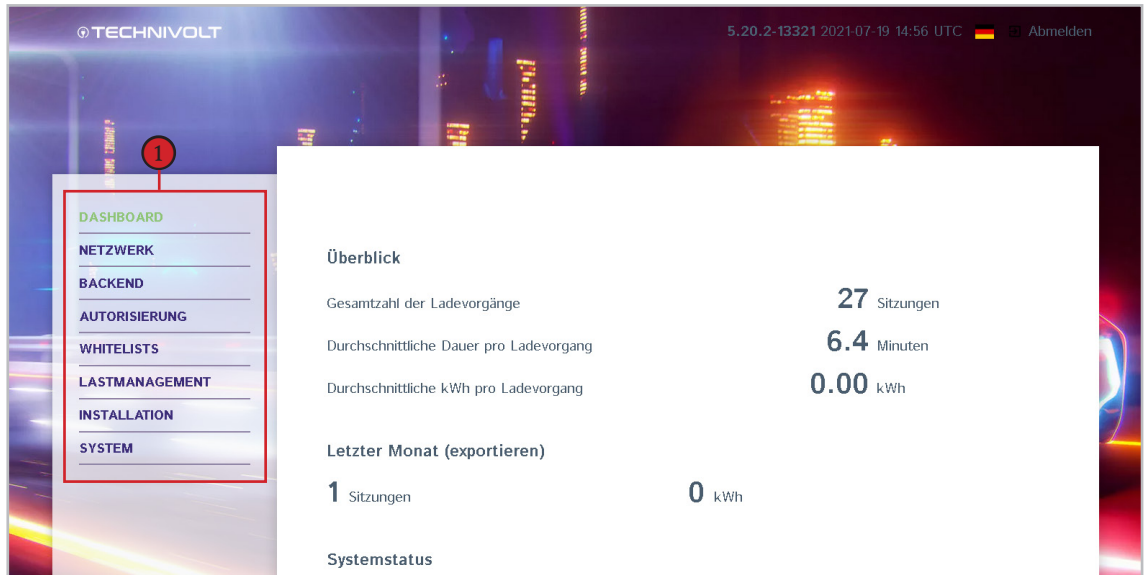 TECHNIVOLT
5.20.2-13321 2021-07-19 14:56 UTC Abmelden
1
DASHBOARD
NETZWERK
BACKEND
AUTORISIERUNG
WHITELISTS
LASTMANAGEMENT
INSTALLATION
SYSTEM
Überblick
Gesamtzahl der Ladevorgänge 27 Sitzungen
Durchschnittliche Dauer pro Ladevorgang 6.4 Minuten
Durchschnittliche kWh pro Ladevorgang 0.00 kWh
Letzter Monat (exportieren)
1 Sitzungen 0 kWh
Systemstatus